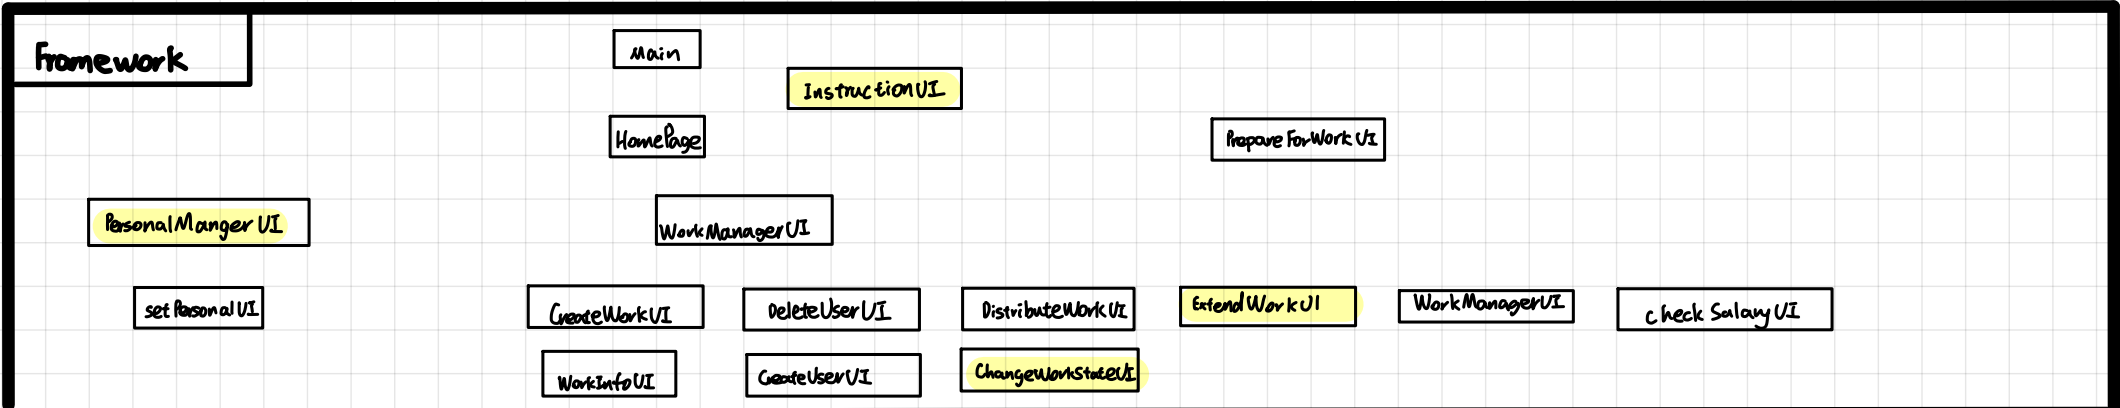 Framework
Main
InstructionUI
HomePage
PrepareForWorkUI
PersonalMangerUI
WorkManagerUI
setPersonalUI
CreateWorkUI
DeleteUserUI
DistributeWorkUI
ExtendWorkUI
WorkManagerUI
checkSalaryUI
WorkInfoUI
CreateUserUI
ChangeWorkStateUI